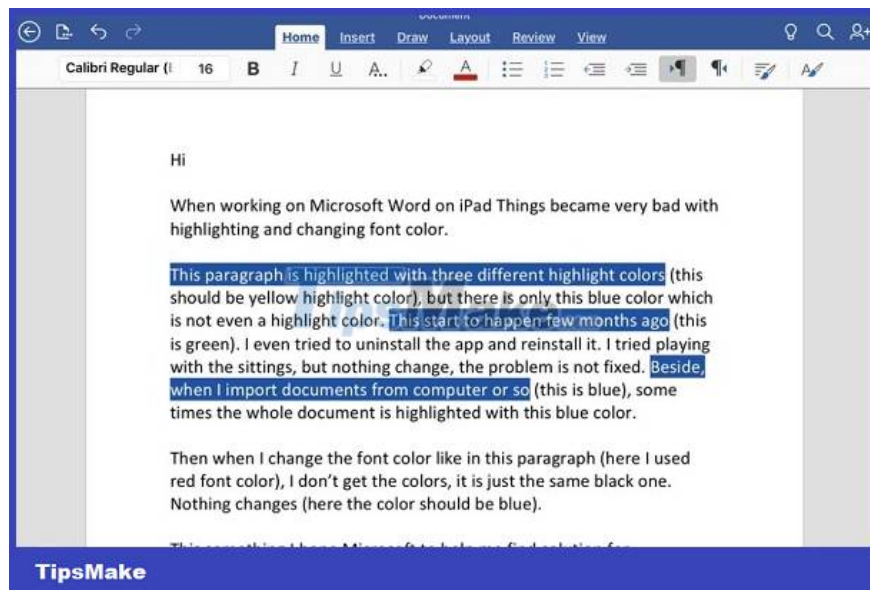 Document
Home Insert Draw Layout Review View
Calibri Regular (I 16 B I U A..  A
Hi
When working on Microsoft Word on iPad Things became very bad with
highlighting and changing font color.
This paragraph is highlighted with three different highlight colors (this
should be yellow highlight color), but there is only this blue color which
is not even a highlight color. This start to happen few months ago (this
is green). I even tried to uninstall the app and reinstall it. I tried playing
with the sittings, but nothing change, the problem is not fixed. Beside,
when I import documents from computer or so (this is blue), some
times the whole document is highlighted with this blue color.
TipsMake
Then when I change the font color like in this paragraph (here I used
red font color), I don't get the colors, it is just the same black one.
Nothing changes (here the color should be blue).
TipsMake